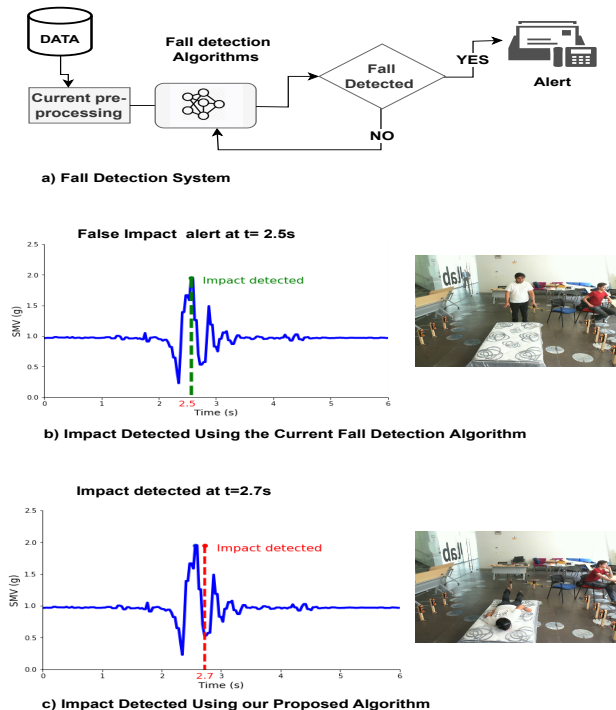 DATA
Fall detection
Algorithms
Current pre-
processing
Fall
Detected
YES
NO
Alert
a) Fall Detection System
False Impact alert at t= 2.5s
2.5
2.0
1.5
1.0
0.5
0.0
SMV (g)
Impact detected
0
1
2
2.5
3
4
5
6
Time (s)
b) Impact Detected Using the Current Fall Detection Algorithm
Impact detected at t=2.7s
2.5
2.0
1.5
1.0
0.5
0.0
SMV (g)
Impact detected
0
1
2
2.7
3
4
5
6
Time (s)
c) Impact Detected Using our Proposed Algorithm